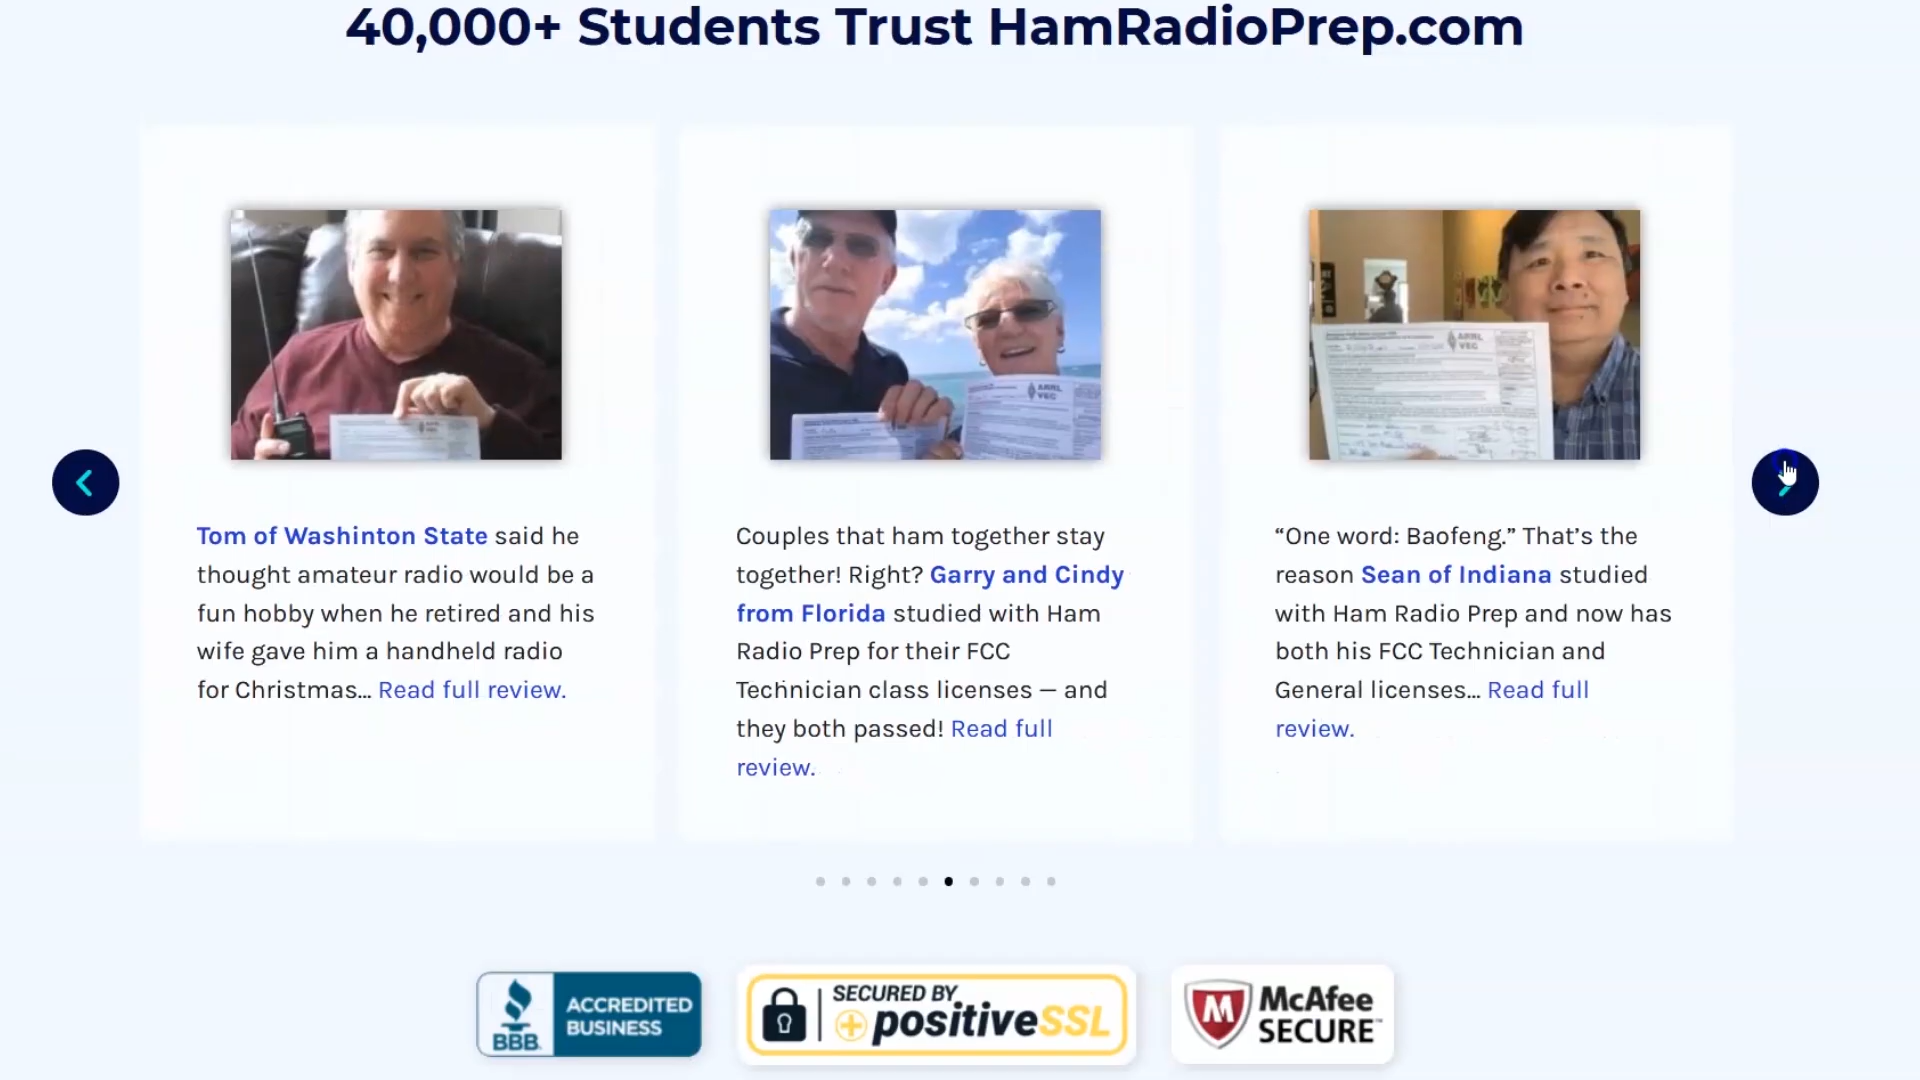 40,000+ Students Trust HamRadioPrep.com
ARRL
VEC
ARRL
VEC
Tom of Washinton State said he
thought amateur radio would be a
fun hobby when he retired and his
wife gave him a handheld radio
for Christmas... Read full review.
Couples that ham together stay
together! Right? Garry and Cindy
from Florida studied with Ham
Radio Prep for their FCC
Technician class licenses — and
they both passed! Read full
review.
“One word: Baofeng.” That’s the
reason Sean of Indiana studied
with Ham Radio Prep and now has
both his FCC Technician and
General licenses... Read full
review.
BBB.
ACCREDITED
BUSINESS
SECURED BY
positiveSSL
McAfee
SECURE™